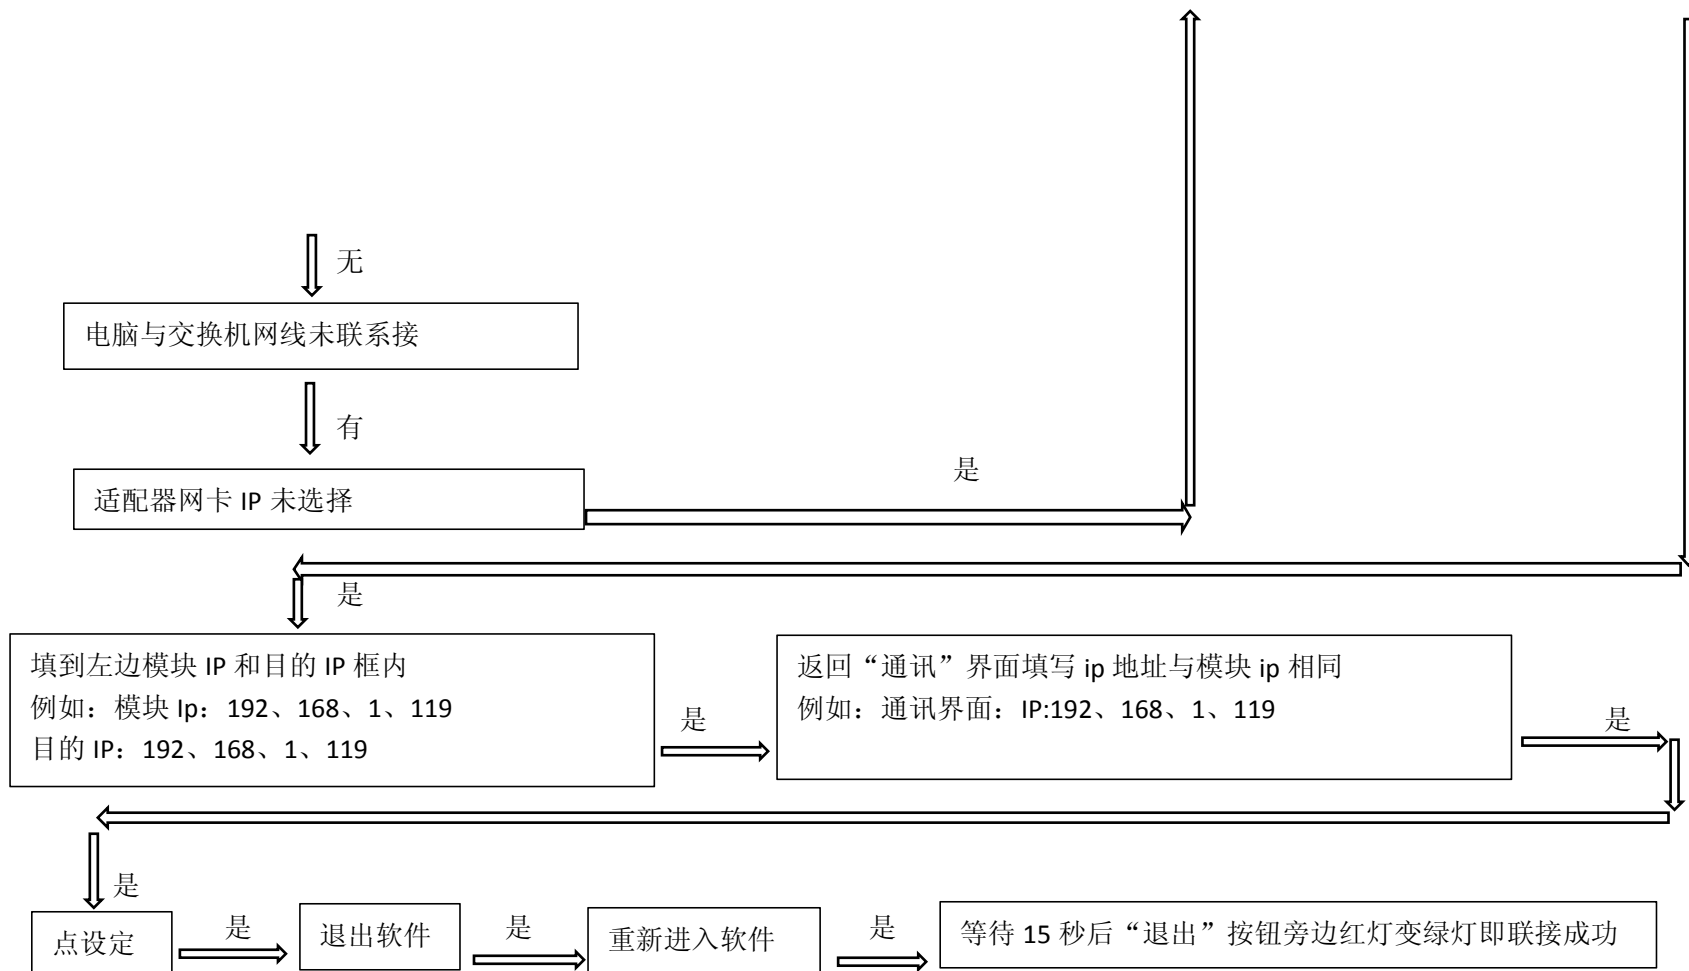 无
电脑与交换机网线未联系接
有
适配器网卡 IP 未选择
是
是
填到左边模块 IP 和目的 IP 框内
例如：模块 Ip：192、168、1、119
目的 IP：192、168、1、119
是
返回“通讯”界面填写 ip 地址与模块 ip 相同
例如：通讯界面：IP:192、168、1、119
是
是
点设定
是
退出软件
是
重新进入软件
是
等待 15 秒后“退出”按钮旁边红灯变绿灯即联接成功